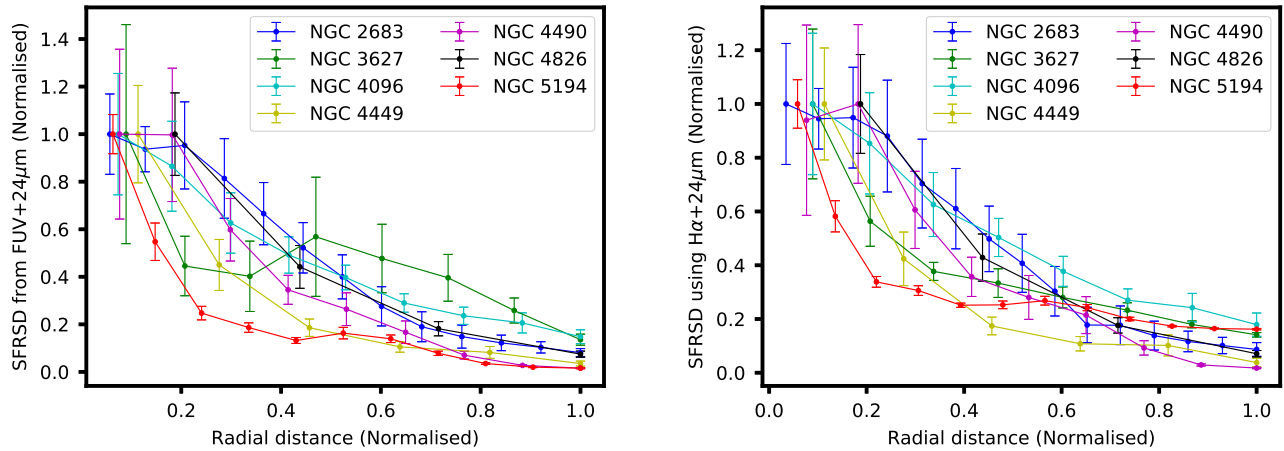 SFRSD from FUV+24μm (Normalised)
1.4
1.2
1.0
0.8
0.6
0.4
0.2
0.0
NGC 2683
NGC 3627
NGC 4096
NGC 4449
NGC 4490
NGC 4826
NGC 5194
0.2 0.4 0.6 0.8 1.0
Radial distance (Normalised)
SFRSD using Hα+24μm (Normalised)
1.2
1.0
0.8
0.6
0.4
0.2
0.0
NGC 2683
NGC 3627
NGC 4096
NGC 4449
NGC 4490
NGC 4826
NGC 5194
0.0 0.2 0.4 0.6 0.8 1.0
Radial distance (Normalised)